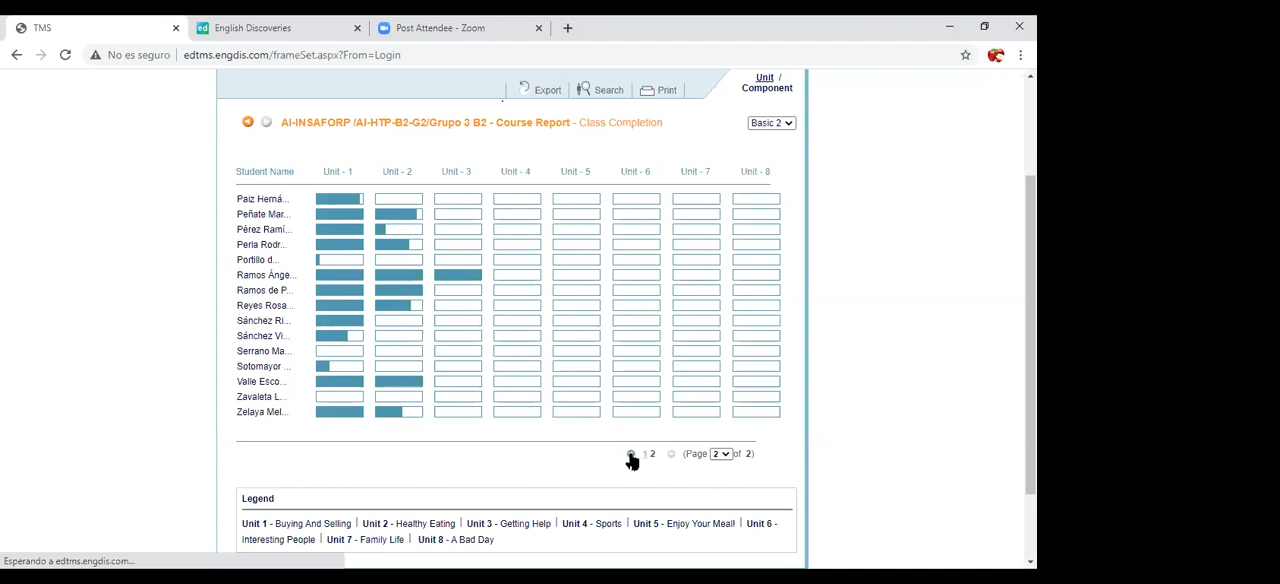 TMS
English Discoveries
Post Attendee - Zoom
No es seguro
edtms.engdis.com/frameSet.aspx?From=Login
Export
Search
Print
Unit /
Component
AI-INSAFORP /AI-HTP-B2-G2/Grupo 3 B2 - Course Report - Class Completion
Basic 2
Student Name Unit - 1 Unit - 2 Unit - 3 Unit - 4 Unit - 5 Unit - 6 Unit - 7 Unit - 8
Paiz Herná...
Peñate Mar...
Pérez Ramí...
Perla Rodr...
Portillo d...
Ramos Ánge...
Ramos de P...
Reyes Rosa...
Sánchez Ri...
Sánchez Vi...
Serrano Ma...
Sotomayor ...
Valle Esco...
Zavaleta L...
Zelaya Mel...
1 2 (Page 2 of 2)
Legend
Unit 1 - Buying And Selling | Unit 2 - Healthy Eating | Unit 3 - Getting Help | Unit 4 - Sports | Unit 5 - Enjoy Your Meal! | Unit 6 -
Interesting People | Unit 7 - Family Life | Unit 8 - A Bad Day
Esperando a edtms.engdis.com...